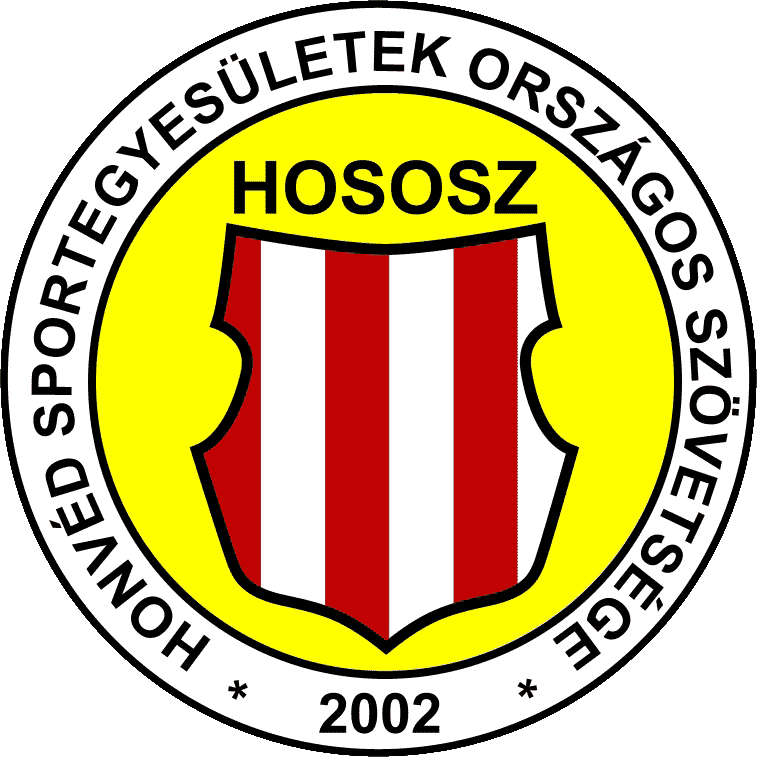 HONVÉD SPORTEGYESÜLETEK ORSZÁGOS SZÖVETSÉGE
HOSOSZ
* 2002 *